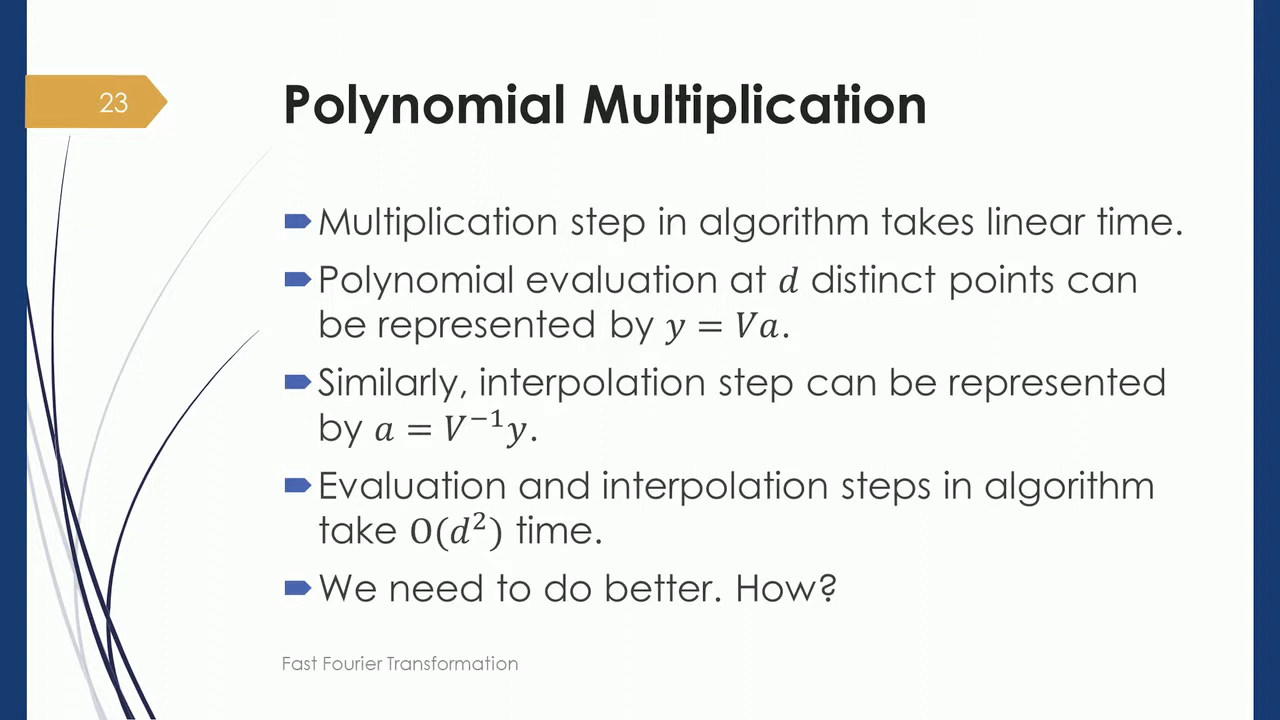 23
Polynomial Multiplication
Multiplication step in algorithm takes linear time.
Polynomial evaluation at d distinct points can
be represented by y = Va.
Similarly, interpolation step can be represented
by a = V⁻¹y.
Evaluation and interpolation steps in algorithm
take O(d²) time.
We need to do better. How?
Fast Fourier Transformation